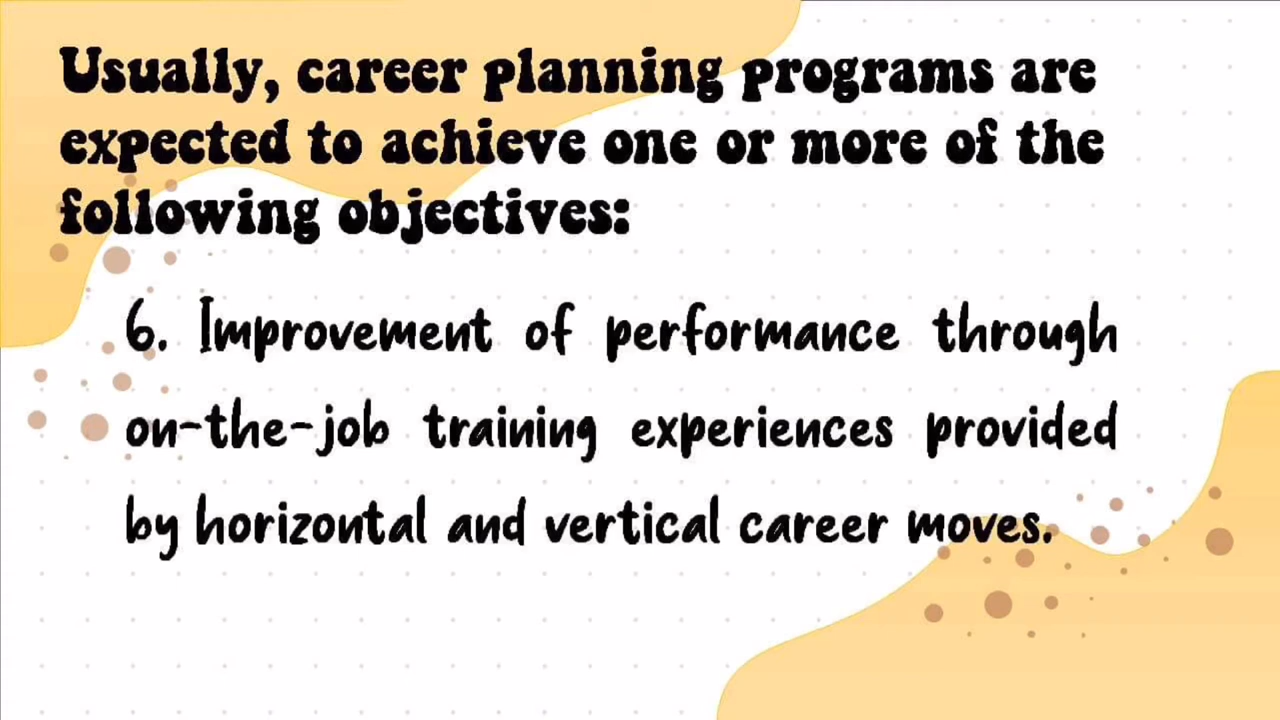 Usually, career planning programs are
expected to achieve one or more of the
following objectives:
6. Improvement of performance through
on-the-job training experiences provided
by horizontal and vertical career moves.